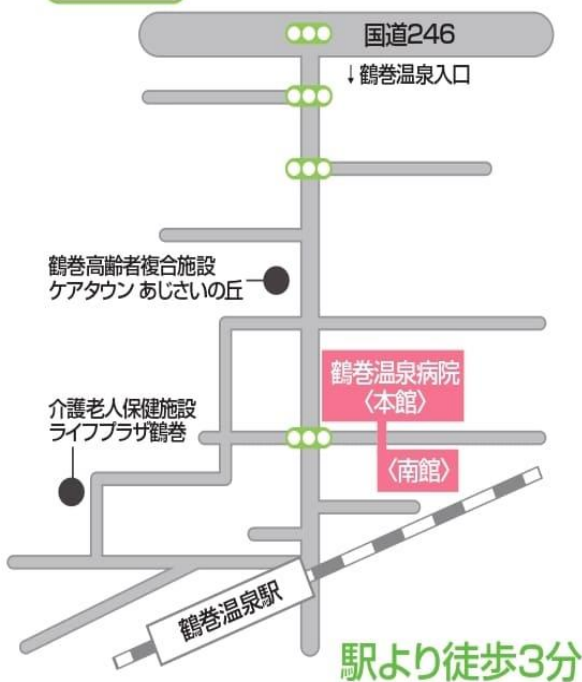 国道246
↓鶴巻温泉入口
鶴巻高齢者複合施設
ケアタウン あじさいの丘
鶴巻温泉病院
〈本館〉
介護老人保健施設
ライフプラザ鶴巻
〈南館〉
鶴巻温泉駅
駅より徒歩3分